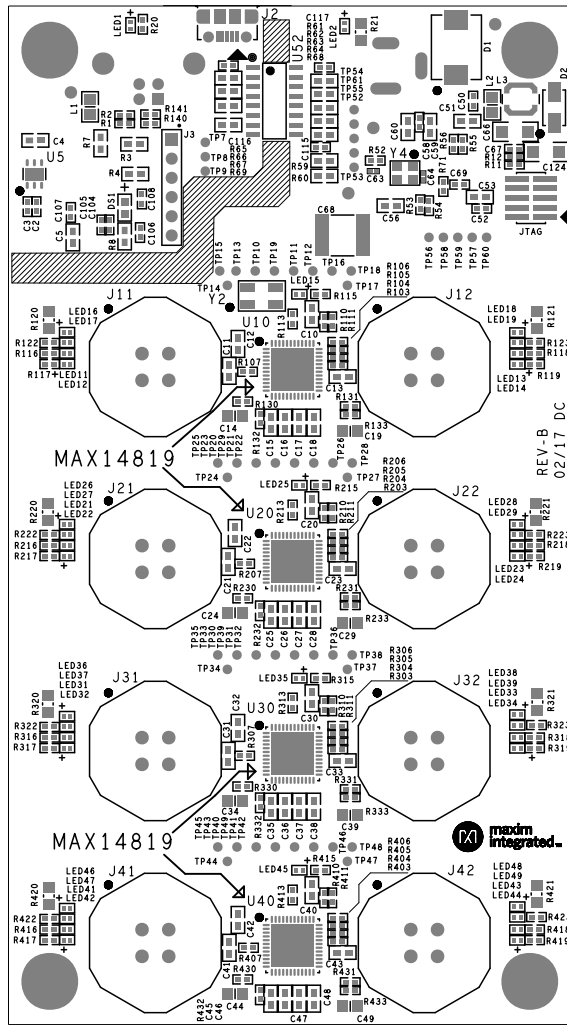 LED1
R20
J2
C117
R61
R62
R63
R64
R68
LED2
R21
U52
D1
D2
TP54
TP61
TP55
TP52
L1
R2
R1
R141
R140
J3
TP7
C116
TP8
R65
R66
R67
R69
TP9
C115
R59
R60
TP53
R52
C63
C60
C58
C59
Y4
C64
C51
C50
L2
L3
C66
R56
R55
C67
R12
R11
C124
C4
U5
R7
R3
R4
C3
C2
C107
C105
C104
C5
DS1
R8
C108
C106
C68
C56
R53
R54
R71
C69
C53
C52
JTAG
TP56
TP58
TP59
TP57
TP60
TP15
TP13
TP10
TP19
TP11
TP12
TP16
TP18
TP17
TP14
Y2
LED15
R115
R106
R105
R104
R103
J11
U10
J12
R120
LED16
LED17
R122
R116
R117
LED11
LED12
C11
C12
R107
R113
C10
R110
R111
C13
LED18
LED19
R121
R123
R118
R119
LED13
LED14
R130
C14
R132
C15
C16
C17
C18
R131
R133
C19
MAX14819
TP25
TP23
TP20
TP29
TP21
TP22
TP24
TP26
TP28
TP27
R206
R205
R204
R203
REV-B
02/17 DC
J21
U20
J22
R220
LED26
LED27
LED21
LED22
R222
R216
R217
LED25
R215
R213
C20
R210
R211
C22
C21
R207
C23
LED28
LED29
R221
R223
R218
R219
LED23
LED24
R230
C24
R232
C25
C26
C27
C28
R231
R233
C29
TP35
TP33
TP30
TP39
TP31
TP32
TP34
TP36
TP38
TP37
R306
R305
R304
R303
J31
U30
J32
R320
LED36
LED37
LED31
LED32
R322
R316
R317
LED35
R315
R313
C30
R310
R311
C32
C31
R307
C33
LED38
LED39
LED33
LED34
R321
R323
R318
R319
R330
C34
R332
C35
C36
C37
C38
R331
R333
C39
MAX14819
TP45
TP43
TP40
TP49
TP41
TP42
TP44
TP46
TP48
TP47
R406
R405
R404
R403
maxim
integrated™
J41
U40
J42
R420
LED46
LED47
LED41
LED42
R422
R416
R417
LED45
R415
R413
C40
R410
R411
C42
C41
R407
C43
LED48
LED49
LED43
LED44
R421
R418
R419
R430
C44
R432
C45
C46
C47
C48
R431
R433
C49